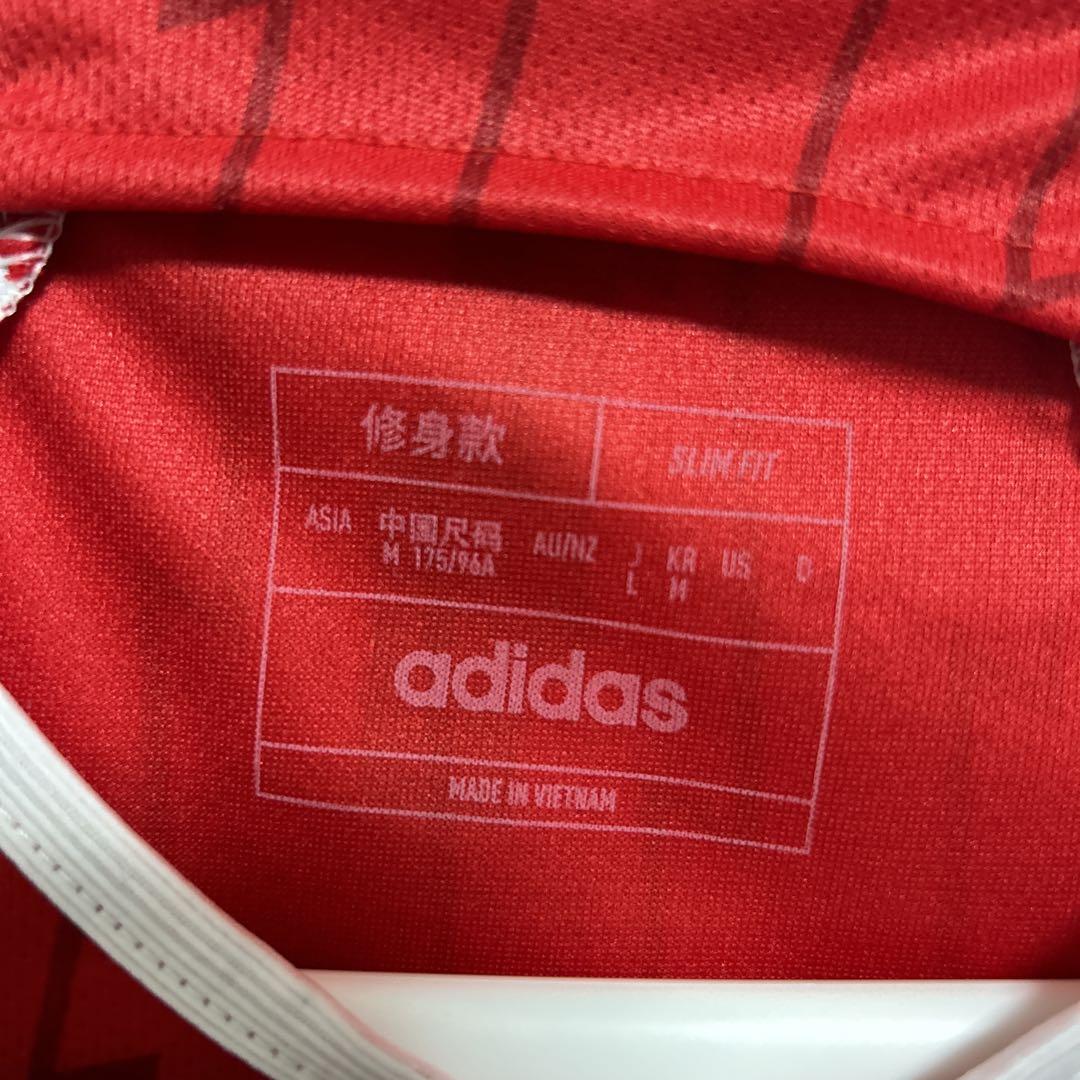 修身款 SLIM FIT
ASIA 中國尺码 AU/NZ J KR US D
M 175/96A L M
adidas
MADE IN VIETNAM